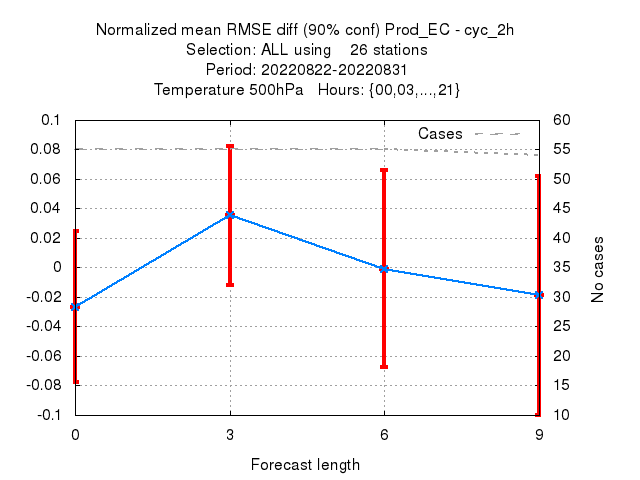 Normalized mean RMSE diff (90% conf) Prod_EC - cyc_2h
Selection: ALL using    26 stations
Period: 20220822-20220831
Temperature 500hPa   Hours: {00,03,...,21}
Cases
0.1
0.08
0.06
0.04
0.02
0
-0.02
-0.04
-0.06
-0.08
-0.1
60
55
50
45
40
35
30
25
20
15
10
No cases
0 3 6 9
Forecast length